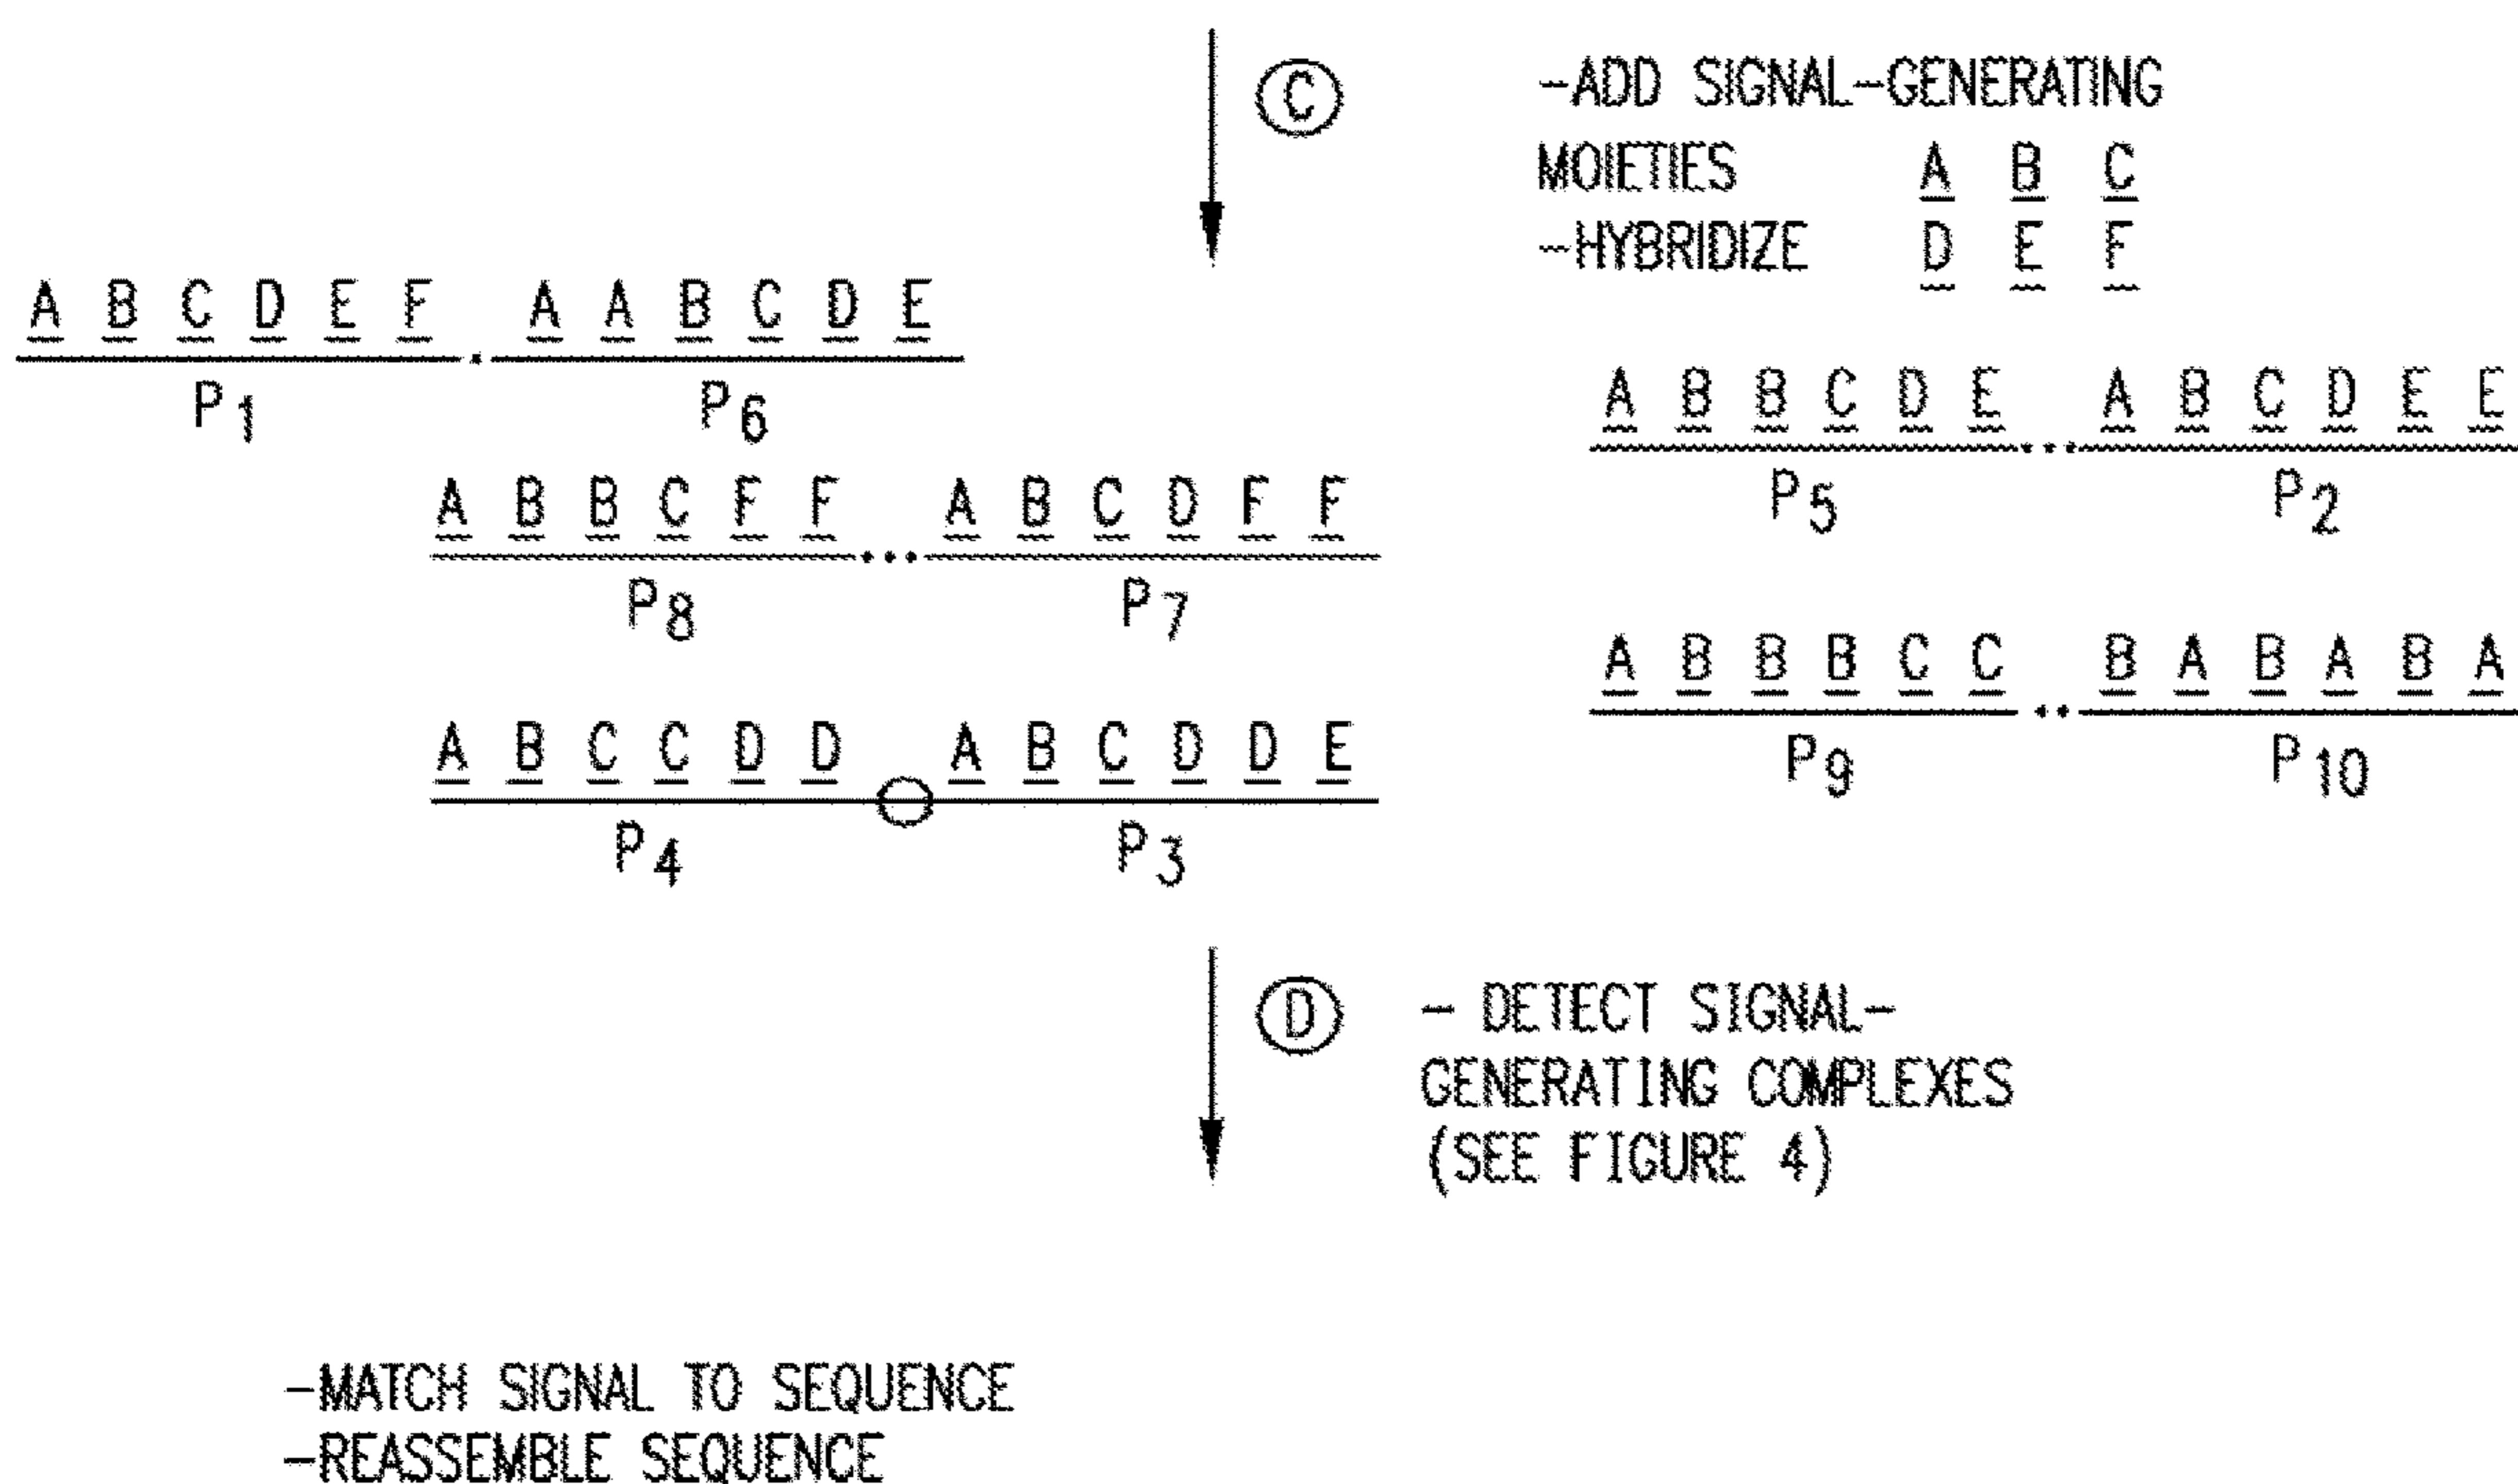 C
-ADD SIGNAL-GENERATING
MOIETIES A B C
-HYBRIDIZE D E F
A B C D E F A A B C D E
P1 P6
A B B C D E A B C D E E
P5 P2
A B B C F F A B C D F F
P8 P7
A B B B C C B A B A B A
P9 P10
A B C C D D A B C D D E
P4 P3
D
- DETECT SIGNAL-
GENERATING COMPLEXES
(SEE FIGURE 4)
-MATCH SIGNAL TO SEQUENCE
-REASSEMBLE SEQUENCE